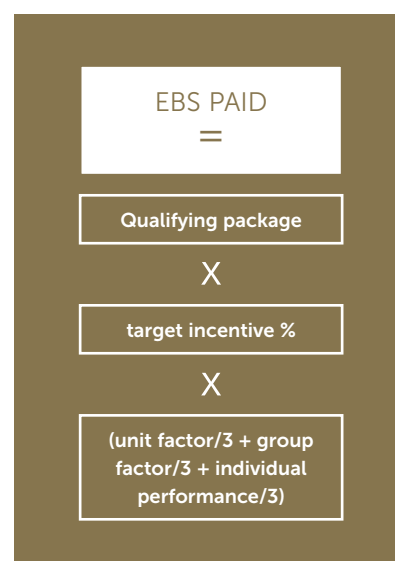 EBS PAID
=
Qualifying package
X
target incentive %
X
(unit factor/3 + group
factor/3 + individual
performance/3)